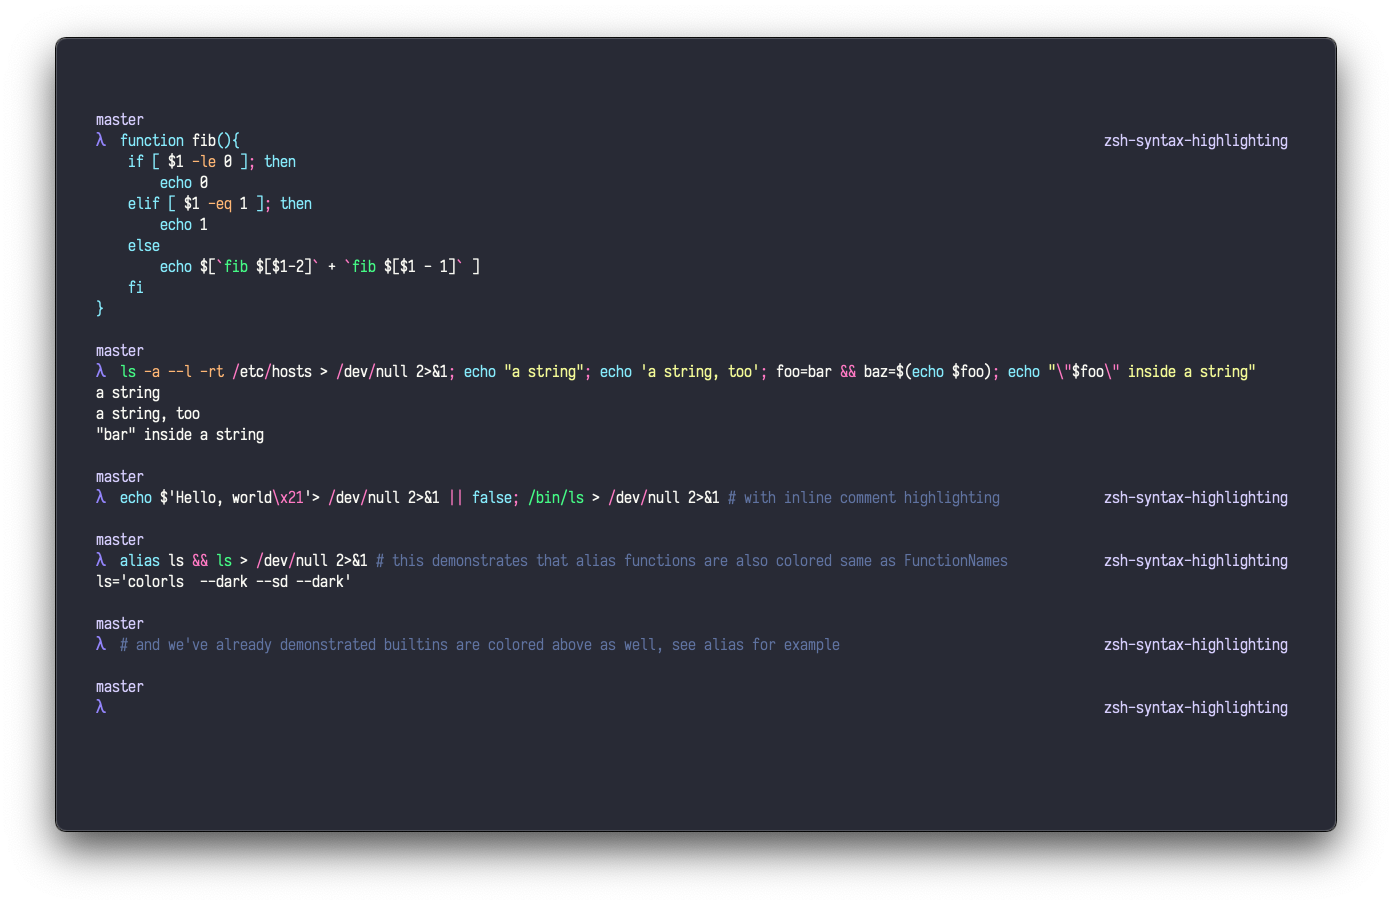 master
λ function fib(){ zsh-syntax-highlighting
    if [ $1 -le 0 ]; then
        echo 0
    elif [ $1 -eq 1 ]; then
        echo 1
    else
        echo $[`fib $[$1-2]` + `fib $[$1 - 1]` ]
    fi
}
master
λ ls -a --l -rt /etc/hosts > /dev/null 2>&1; echo "a string"; echo 'a string, too'; foo=bar && baz=$(echo $foo); echo "\"$foo\" inside a string"
a string
a string, too
"bar" inside a string
master
λ echo $'Hello, world\x21'> /dev/null 2>&1 || false; /bin/ls > /dev/null 2>&1 # with inline comment highlighting zsh-syntax-highlighting
master
λ alias ls && ls > /dev/null 2>&1 # this demonstrates that alias functions are also colored same as FunctionNames zsh-syntax-highlighting
ls='colorls  --dark --sd --dark'
master
λ # and we've already demonstrated builtins are colored above as well, see alias for example zsh-syntax-highlighting
master
λ zsh-syntax-highlighting